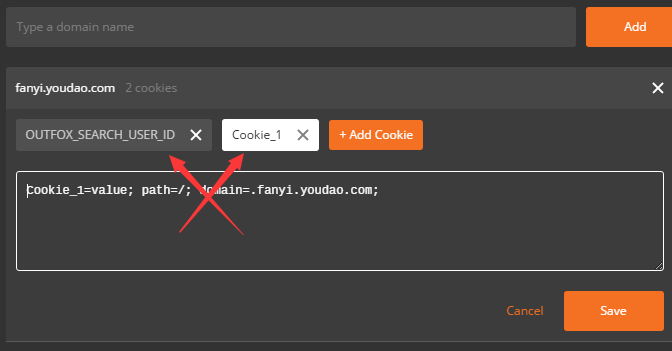 Type a domain name
Add
fanyi.youdao.com 2 cookies
OUTFOX_SEARCH_USER_ID
Cookie_1
+ Add Cookie
Cookie_1=value; path=/; domain=.fanyi.youdao.com;
Cancel
Save